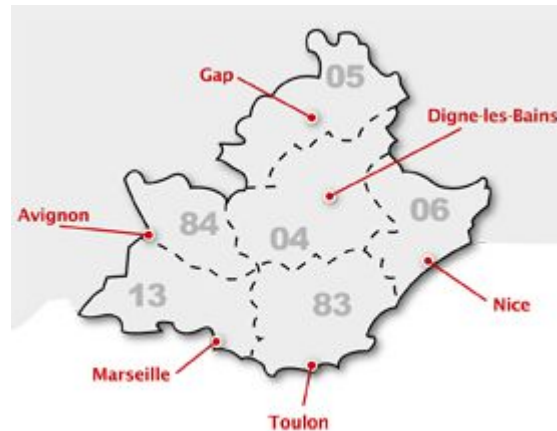 05
Gap
Digne-les-Bains
Avignon
84
06
04
13
83
Nice
Marseille
Toulon